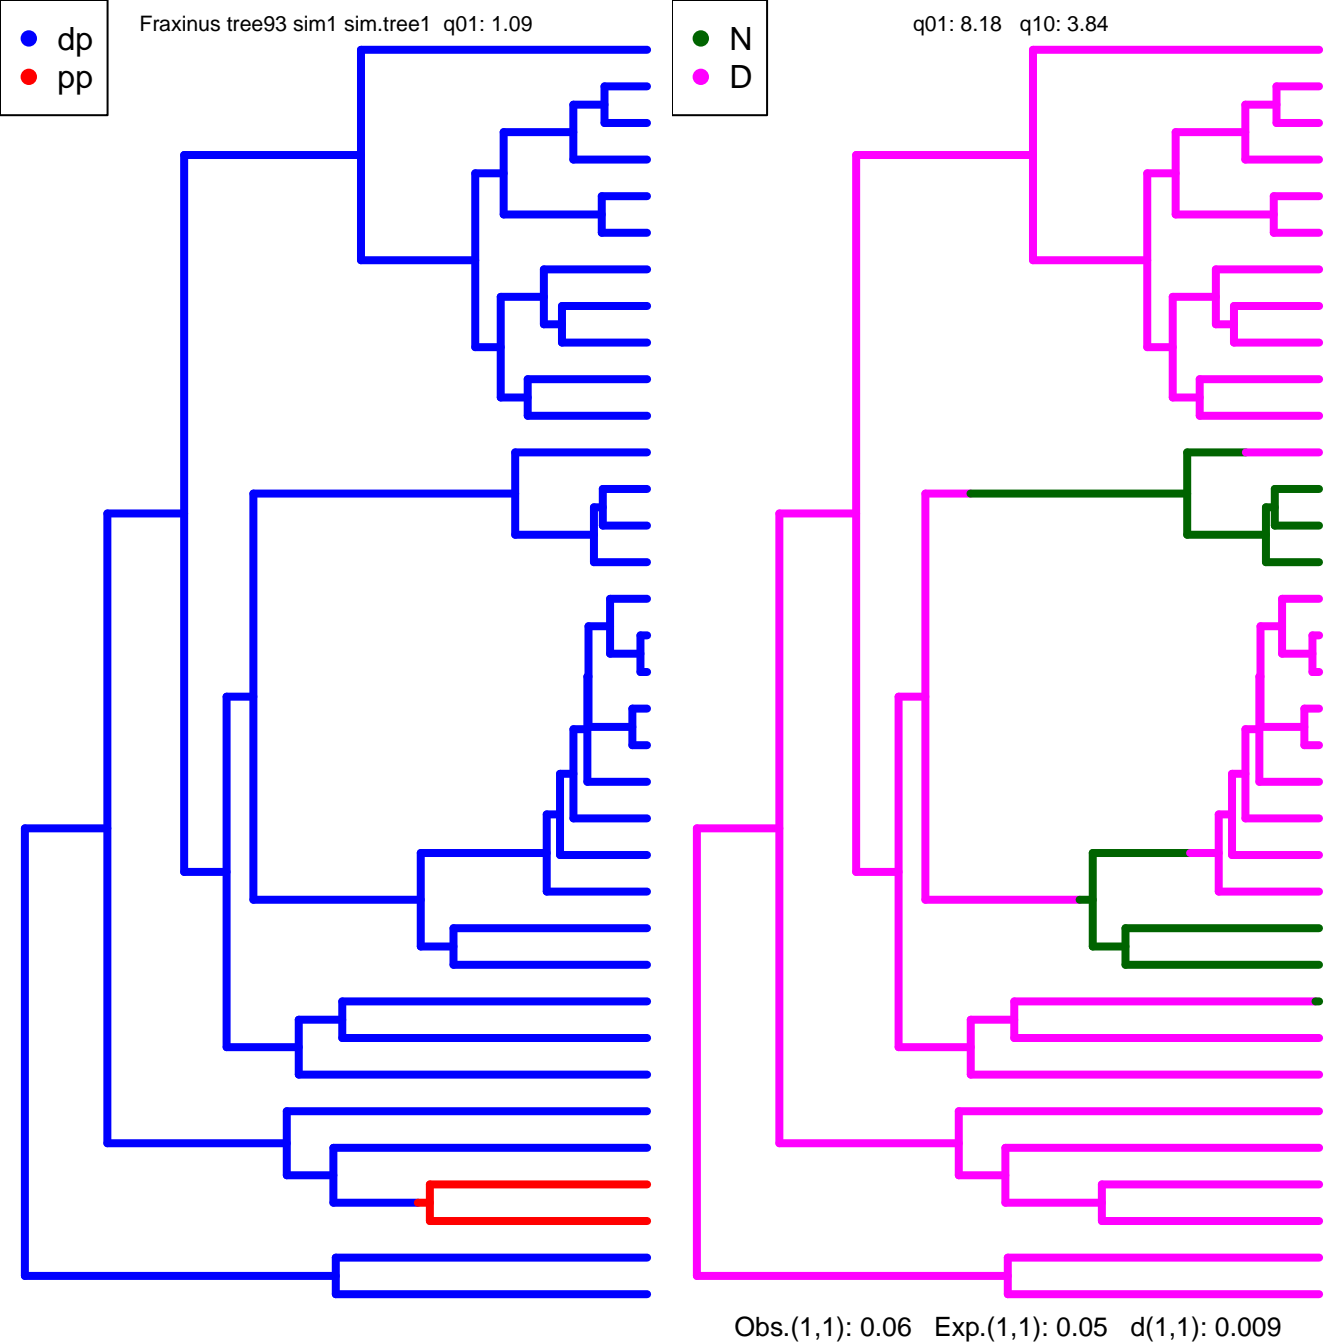 Fraxinus tree93 sim1 sim.tree1 q01: 1.09
dp
pp
q01: 8.18 q10: 3.84
N
D
Obs.(1,1): 0.06 Exp.(1,1): 0.05 d(1,1): 0.009